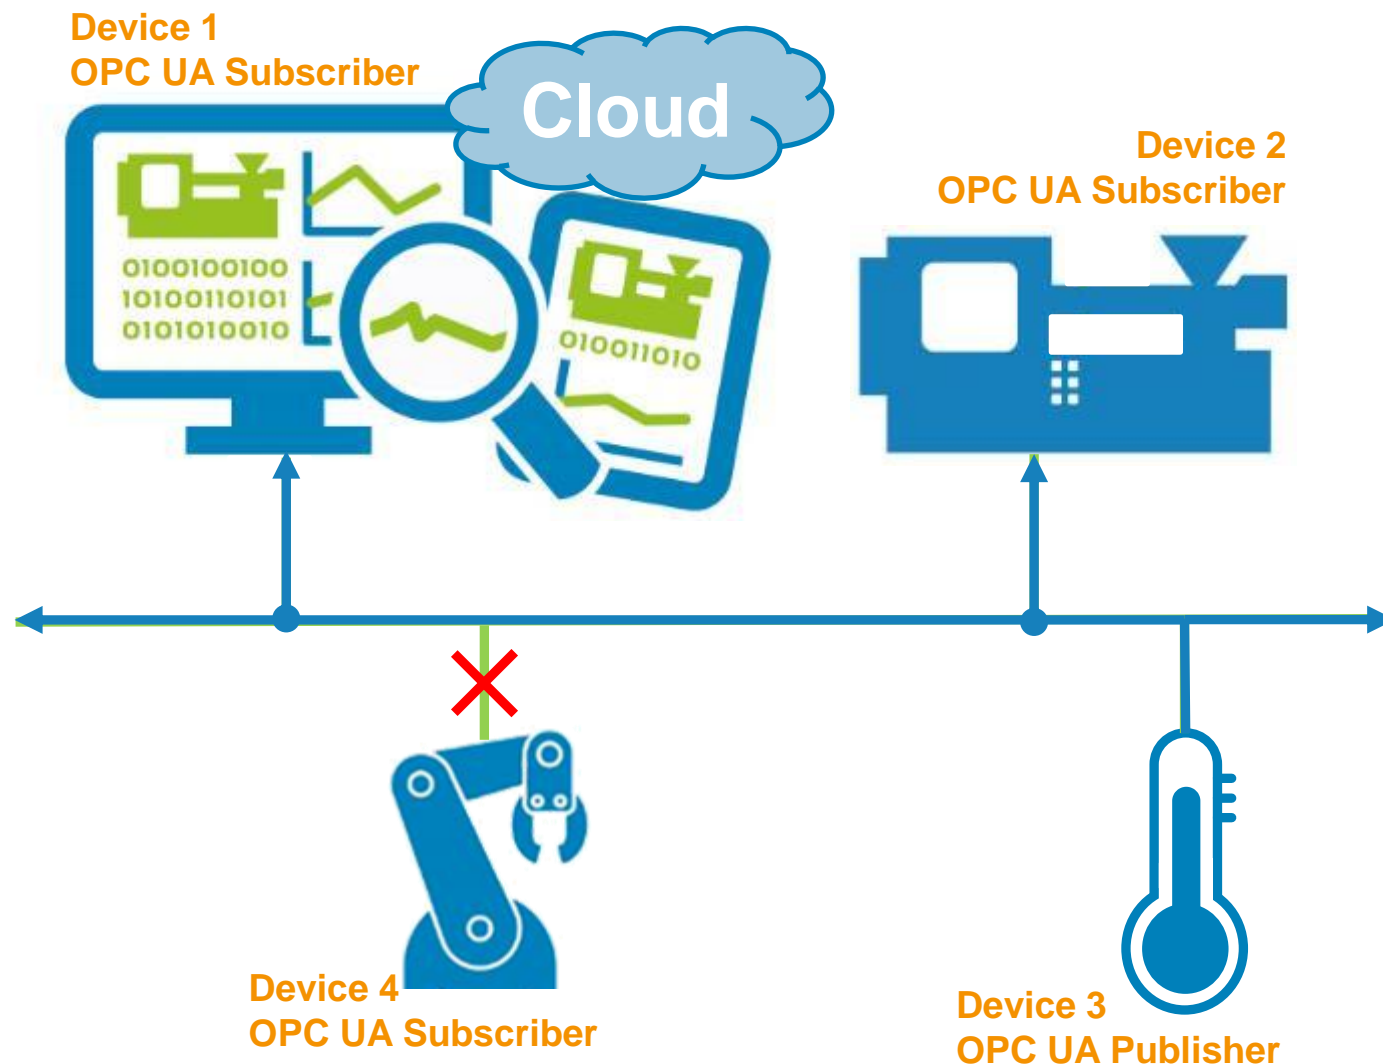 Device 1
OPC UA Subscriber
Cloud
Device 2
OPC UA Subscriber
0100100100
10100110101
0101010010
010011010
Device 4
OPC UA Subscriber
Device 3
OPC UA Publisher